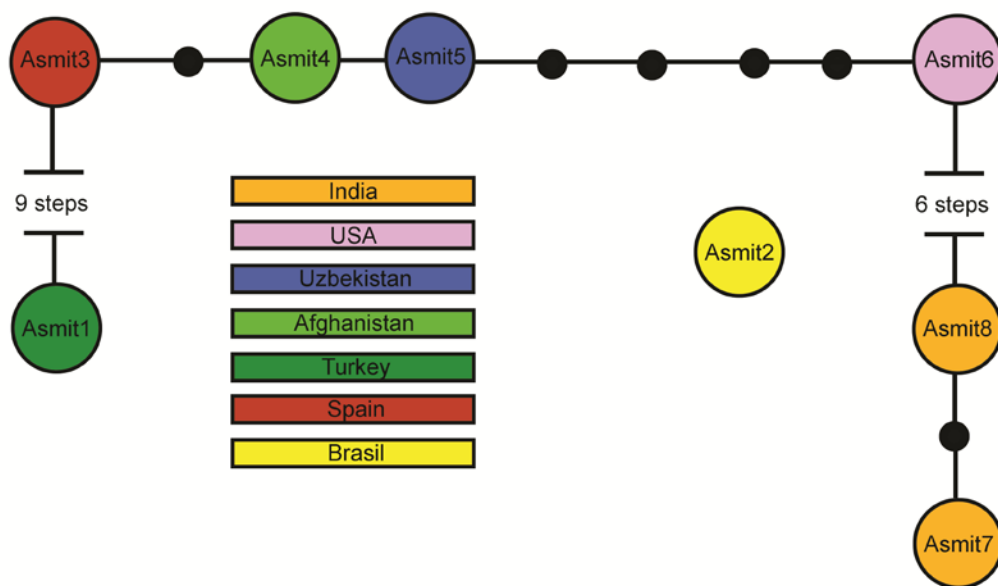 Asmit3
Asmit4
Asmit5
Asmit6
9 steps
India
6 steps
USA
Asmit2
Uzbekistan
Afghanistan
Asmit1
Asmit8
Turkey
Spain
Brasil
Asmit7